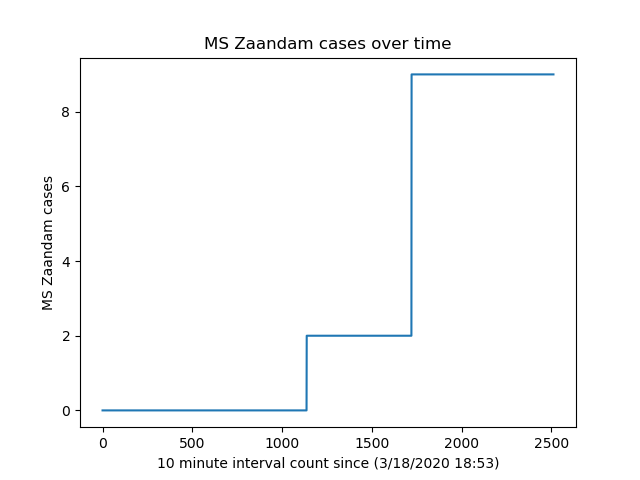 MS Zaandam cases over time
MS Zaandam cases
8
6
4
2
0
0 500 1000 1500 2000 2500
10 minute interval count since (3/18/2020 18:53)